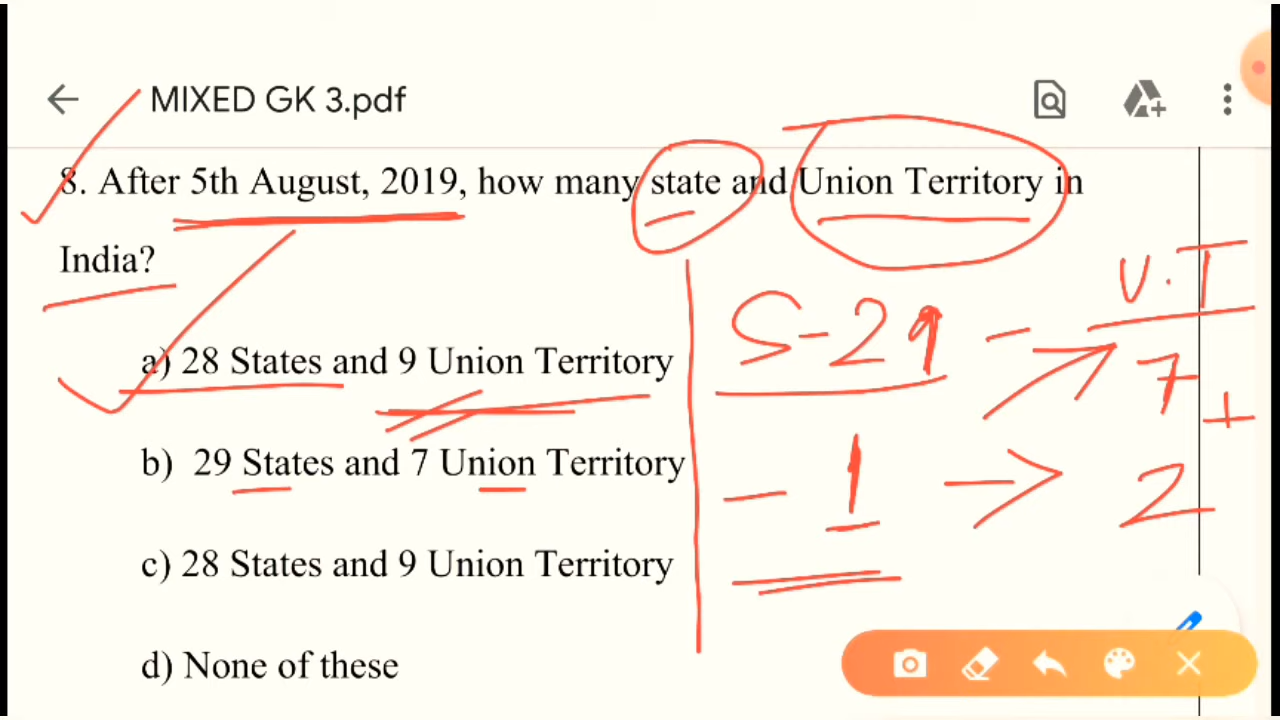 MIXED GK 3.pdf
8. After 5th August, 2019, how many state and Union Territory in
India?
a) 28 States and 9 Union Territory
b) 29 States and 7 Union Territory
c) 28 States and 9 Union Territory
d) None of these
U.T
S-29 - 7 +
- 1 → 2